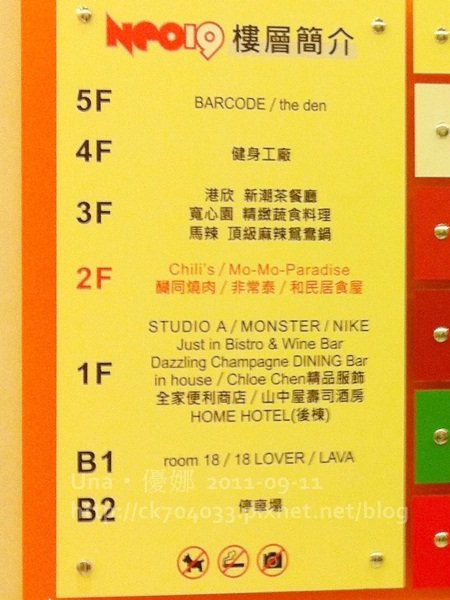 NEO19 樓層簡介
5F BARCODE / the den
4F 健身工廠
3F 港欣 新潮茶餐廳
寬心園 精緻蔬食料理
馬辣 頂級麻辣鴛鴦鍋
2F Chili's / Mo-Mo-Paradise
醐同燒肉 / 非常泰 / 和民居食屋
1F STUDIO A / MONSTER / NIKE
Just in Bistro & Wine Bar
Dazzling Champagne DINING Bar
in house / Chloe Chen精品服飾
全家便利商店 / 山中屋壽司酒房
HOME HOTEL(後棟)
B1 room 18 / 18 LOVER / LAVA
Una · 優娜 2011-09-11
B2 停車場
http://ck704033.pixnet.net/blog